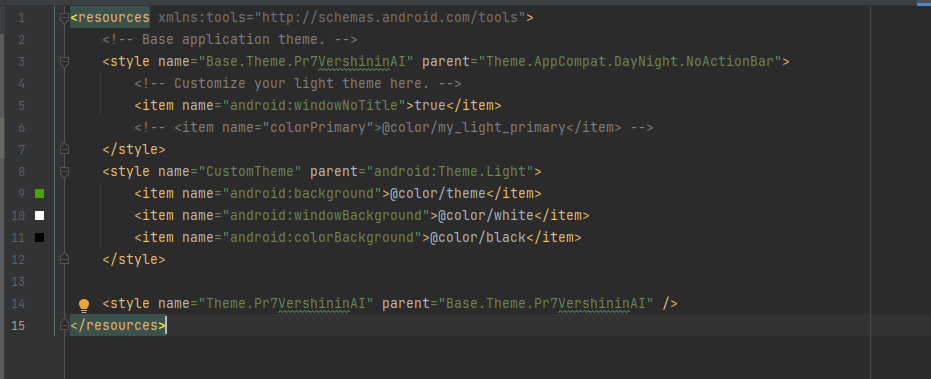 1 <resources xmlns:tools="http://schemas.android.com/tools">
2 <!-- Base application theme. -->
3 <style name="Base.Theme.Pr7VershininAI" parent="Theme.AppCompat.DayNight.NoActionBar">
4 <!-- Customize your light theme here. -->
5 <item name="android:windowNoTitle">true</item>
6 <!-- <item name="colorPrimary">@color/my_light_primary</item> -->
7 </style>
8 <style name="CustomTheme" parent="android:Theme.Light">
9 <item name="android:background">@color/theme</item>
10 <item name="android:windowBackground">@color/white</item>
11 <item name="android:colorBackground">@color/black</item>
12 </style>
13
14 <style name="Theme.Pr7VershininAI" parent="Base.Theme.Pr7VershininAI" />
15 </resources>